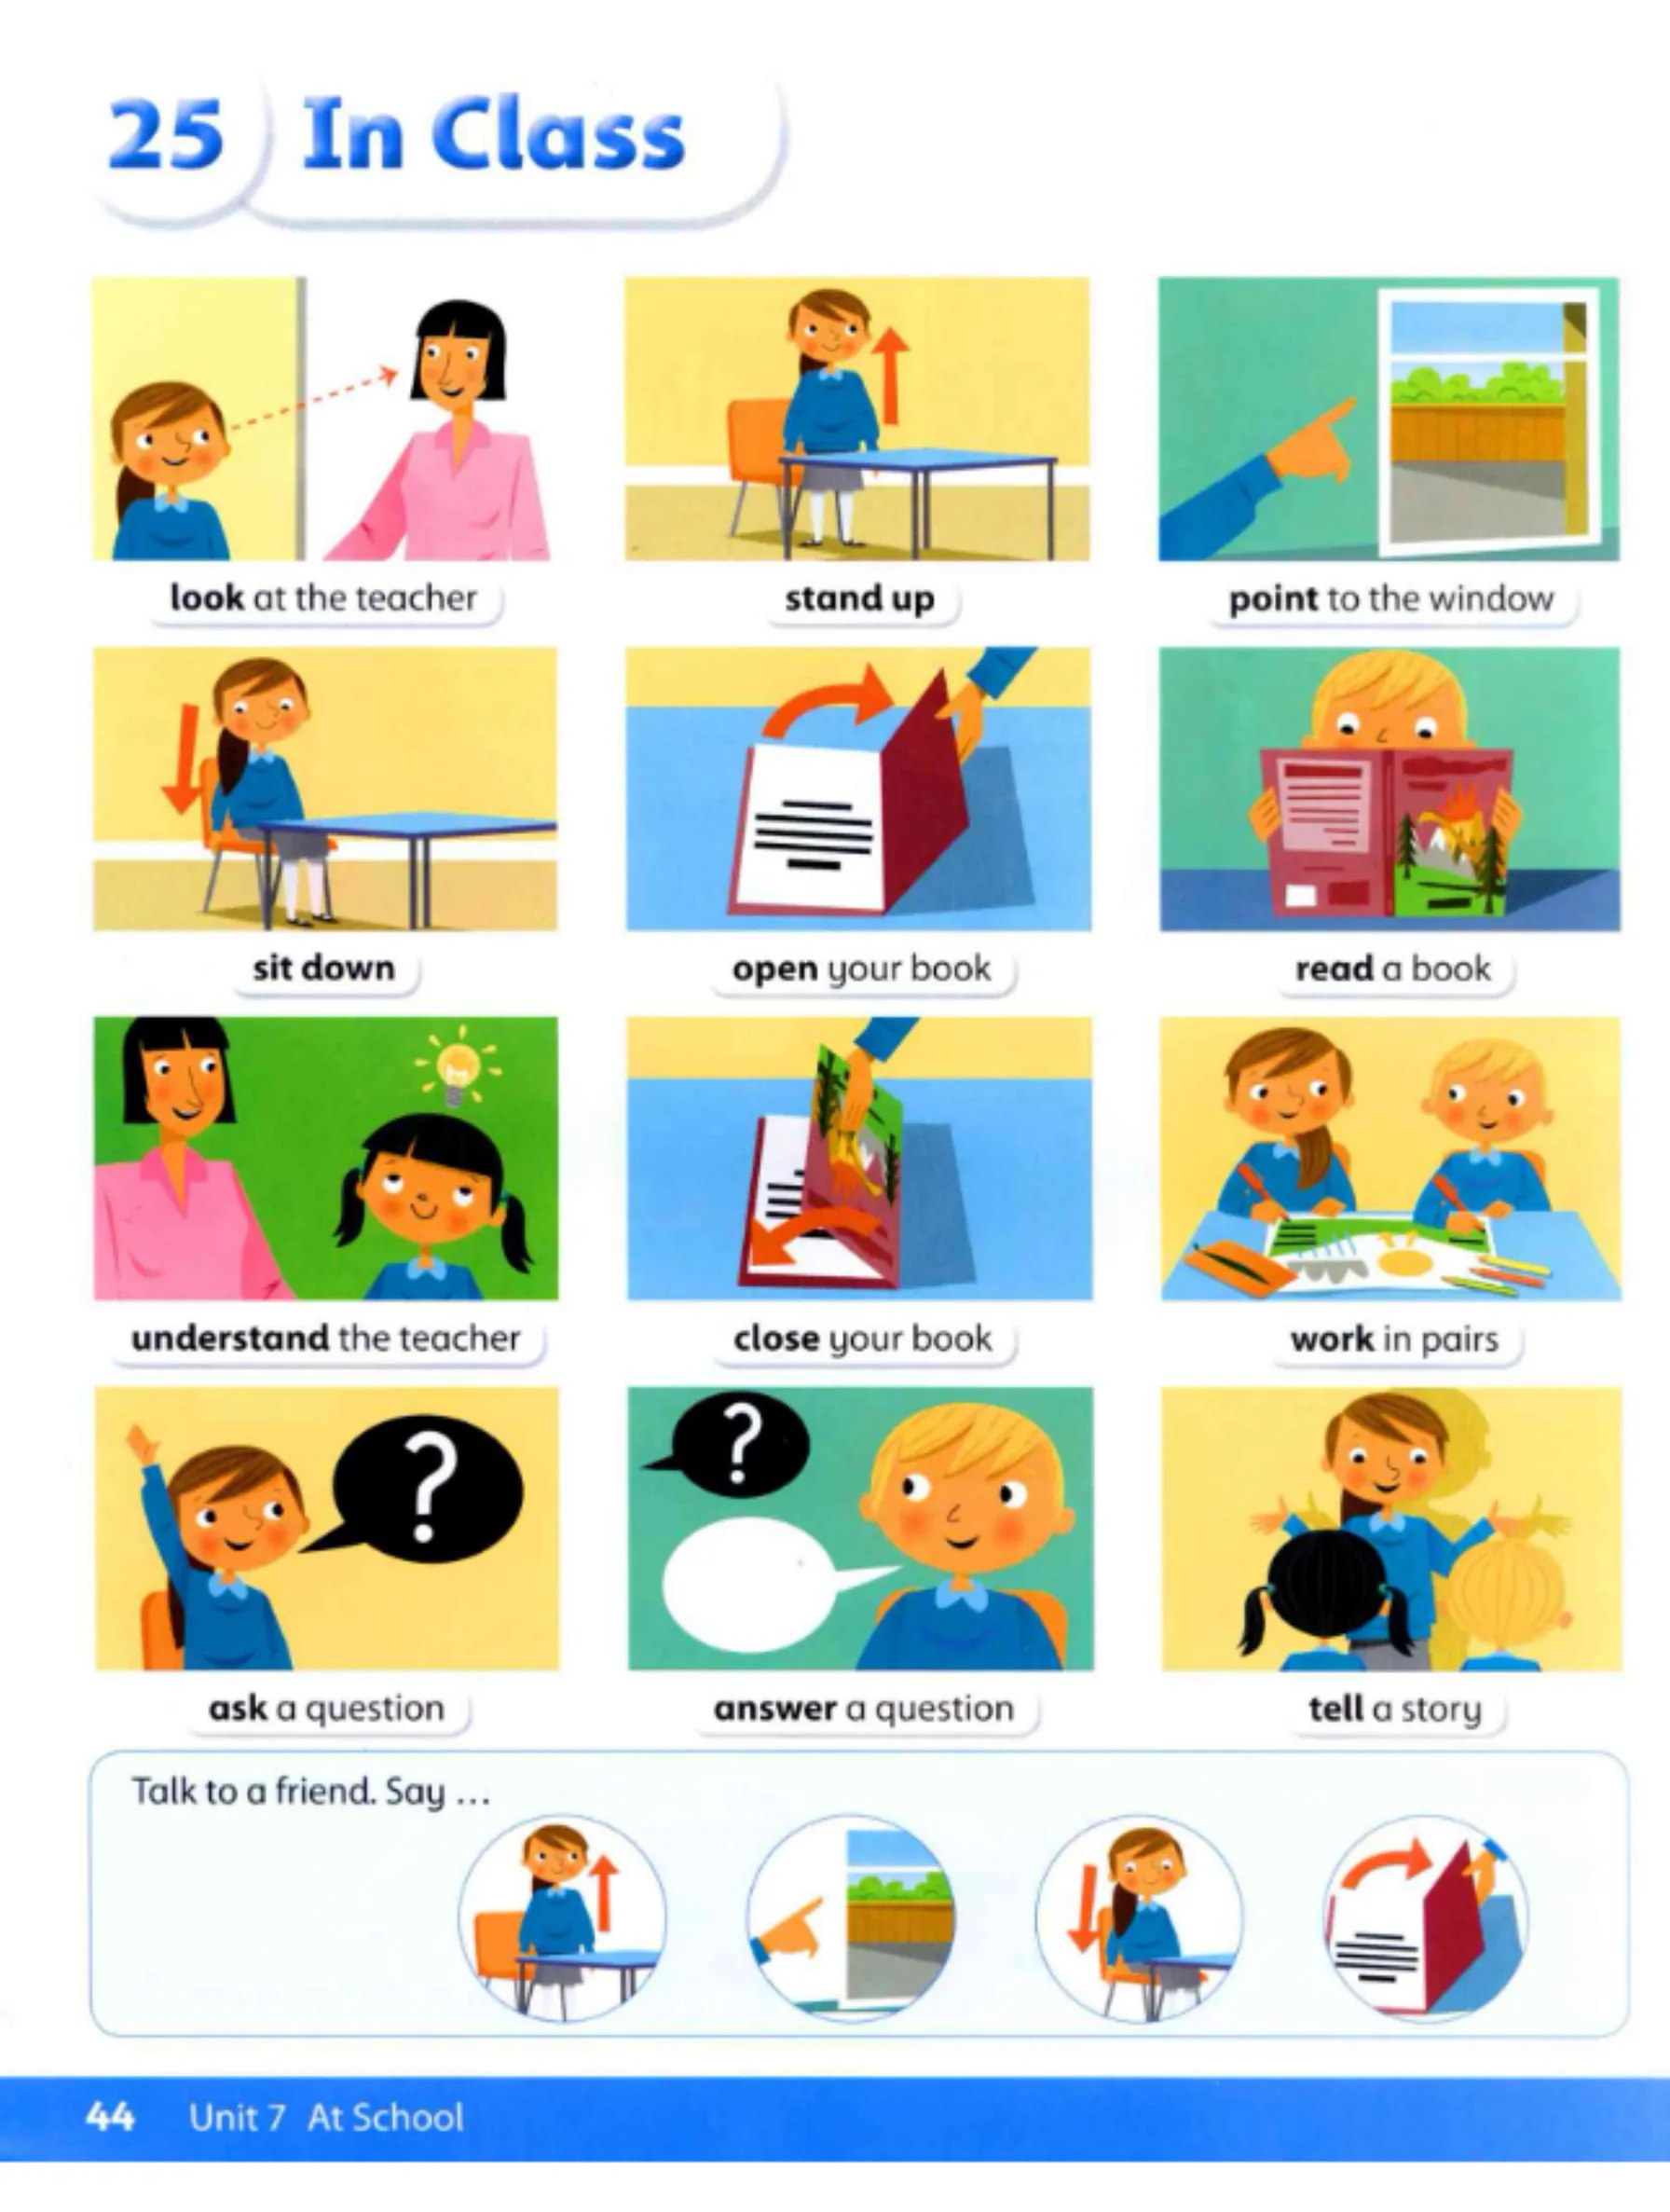 25 In Class
look at the teacher
stand up
point to the window
sit down
open your book
read a book
understand the teacher
close your book
work in pairs
?
?
ask a question
answer a question
tell a story
Talk to a friend. Say ...
44 Unit 7 At School